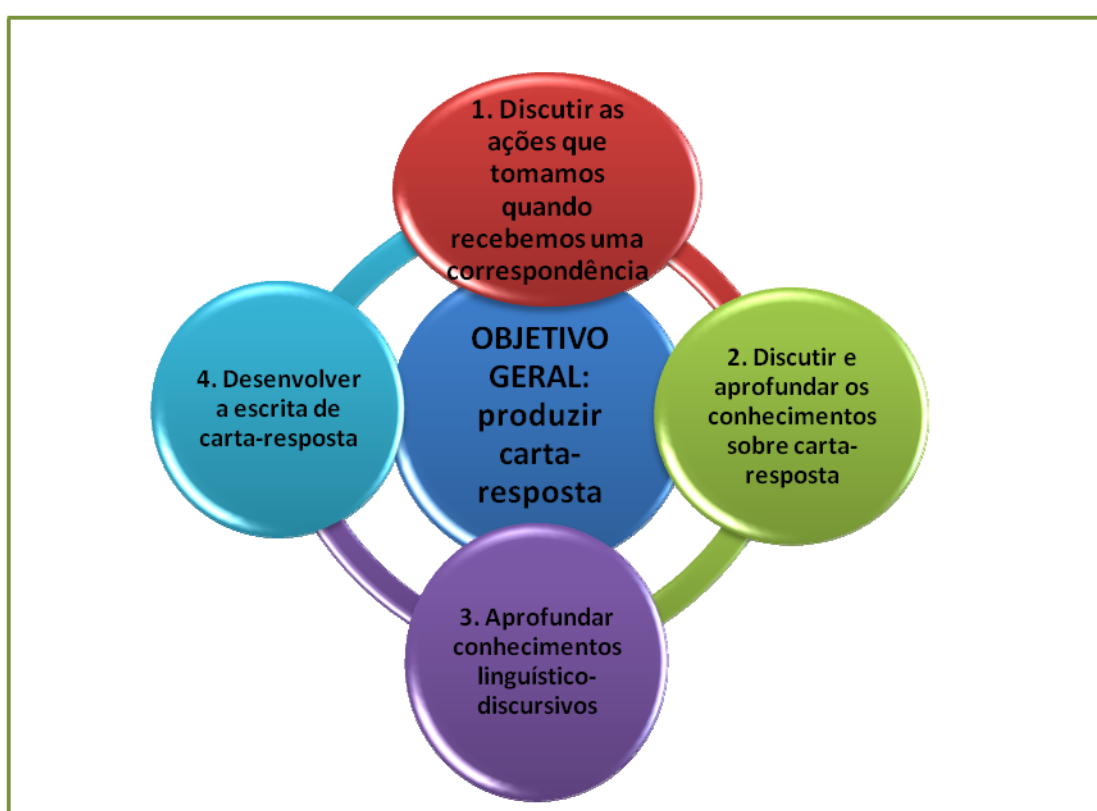 1. Discutir as
ações que
tomamos
quando
recebemos uma
correspondência
OBJETIVO
GERAL:
produzir
carta-
resposta
2. Discutir e
aprofundar os
conhecimentos
sobre carta-
resposta
3. Aprofundar
conhecimentos
linguístico-
discursivos
4. Desenvolver
a escrita de
carta-resposta